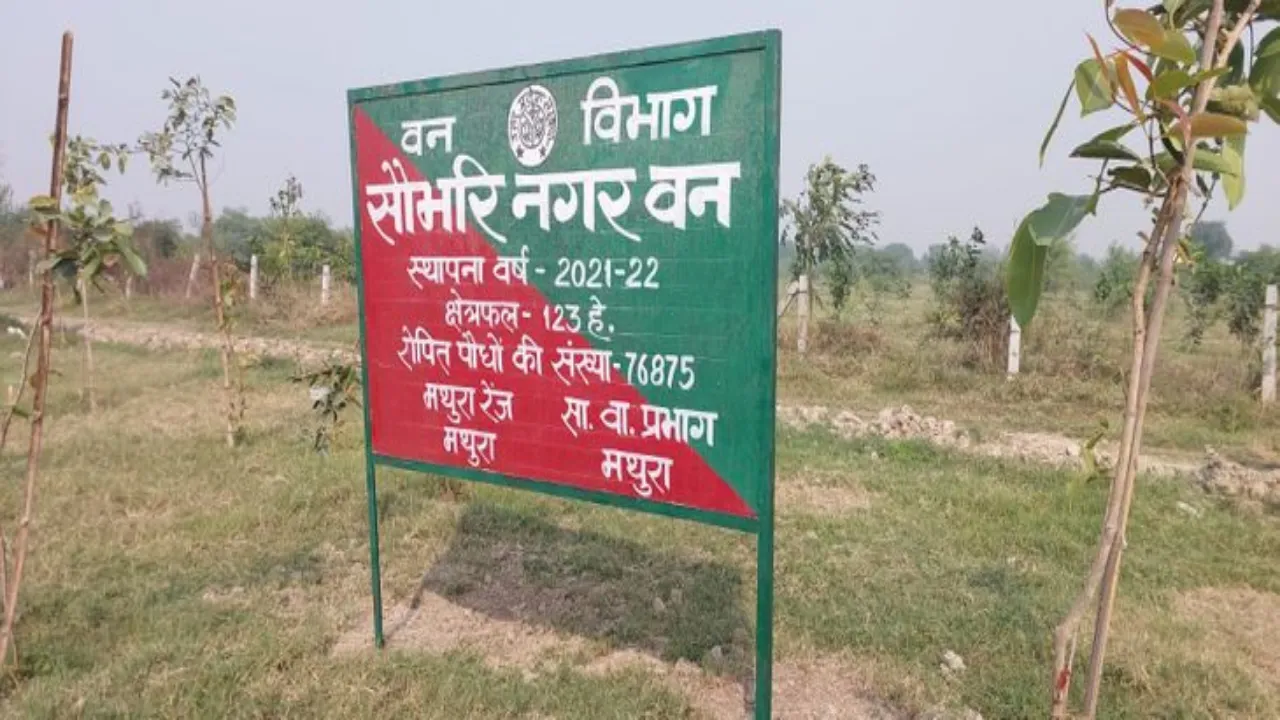 वन विभाग
सौभरि नगर वन
स्थापना वर्ष - 2021-22
क्षेत्रफल - 123 हे.
रोपित पौधों की संख्या-76875
मथुरा रेंज सा. वा. प्रभाग
मथुरा मथुरा